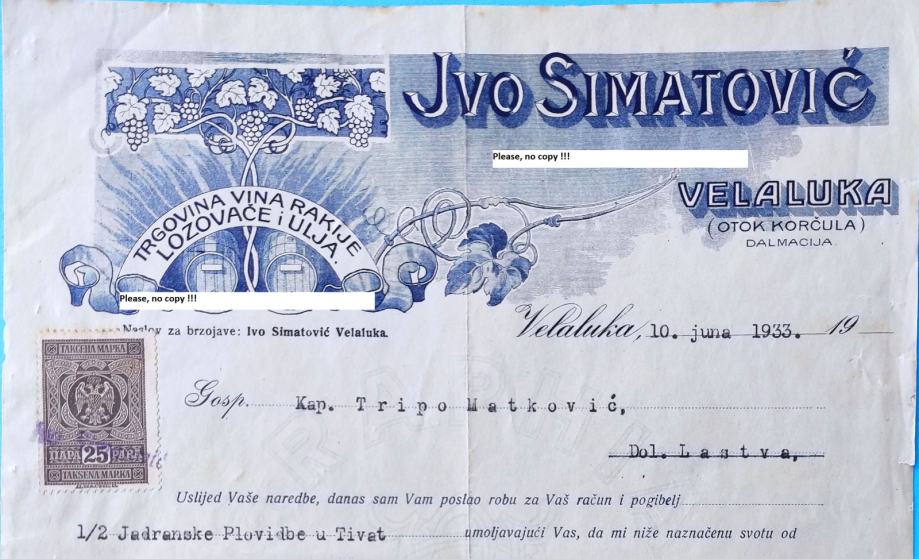 JVO SIMATOVIĆ
Please, no copy !!!
VELALUKA
(OTOK KORČULA)
DALMACIJA.
TRGOVINA VINA RAKIJE
LOZOVAČE i ULJA.
Please, no copy !!!
Naslov za brzojave: Ivo Simatović Velaluka.
Velaluka, 10. juna 1933. 19
ТАКСЕНА МАРКА
ПАРА 25 PARA
TAKSENA MARKA
Gosp. Kap. Tripo Matković,
Dol. Lastva,
Uslijed Vaše naredbe, danas sam Vam poslao robu za Vaš račun i pogibelj
1/2 Jadranske Plovidbe u Tivat umoljavajući Vas, da mi niže naznačenu svotu od